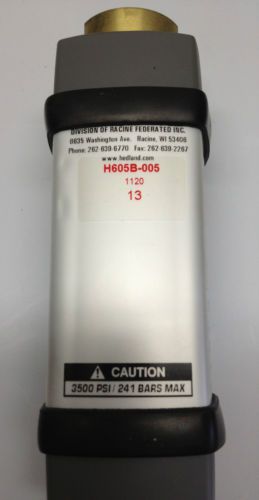 DIVISION OF RACINE FEDERATED INC.
8635 Washington Ave. Racine, WI 53406
Phone: 262-639-6770 Fax: 262-639-2267
www.hedland.com
H605B-005
1120
13
CAUTION
3500 PSI / 241 BARS MAX